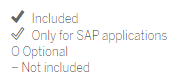 ✔ Included
✓ Only for SAP applications
O Optional
– Not included